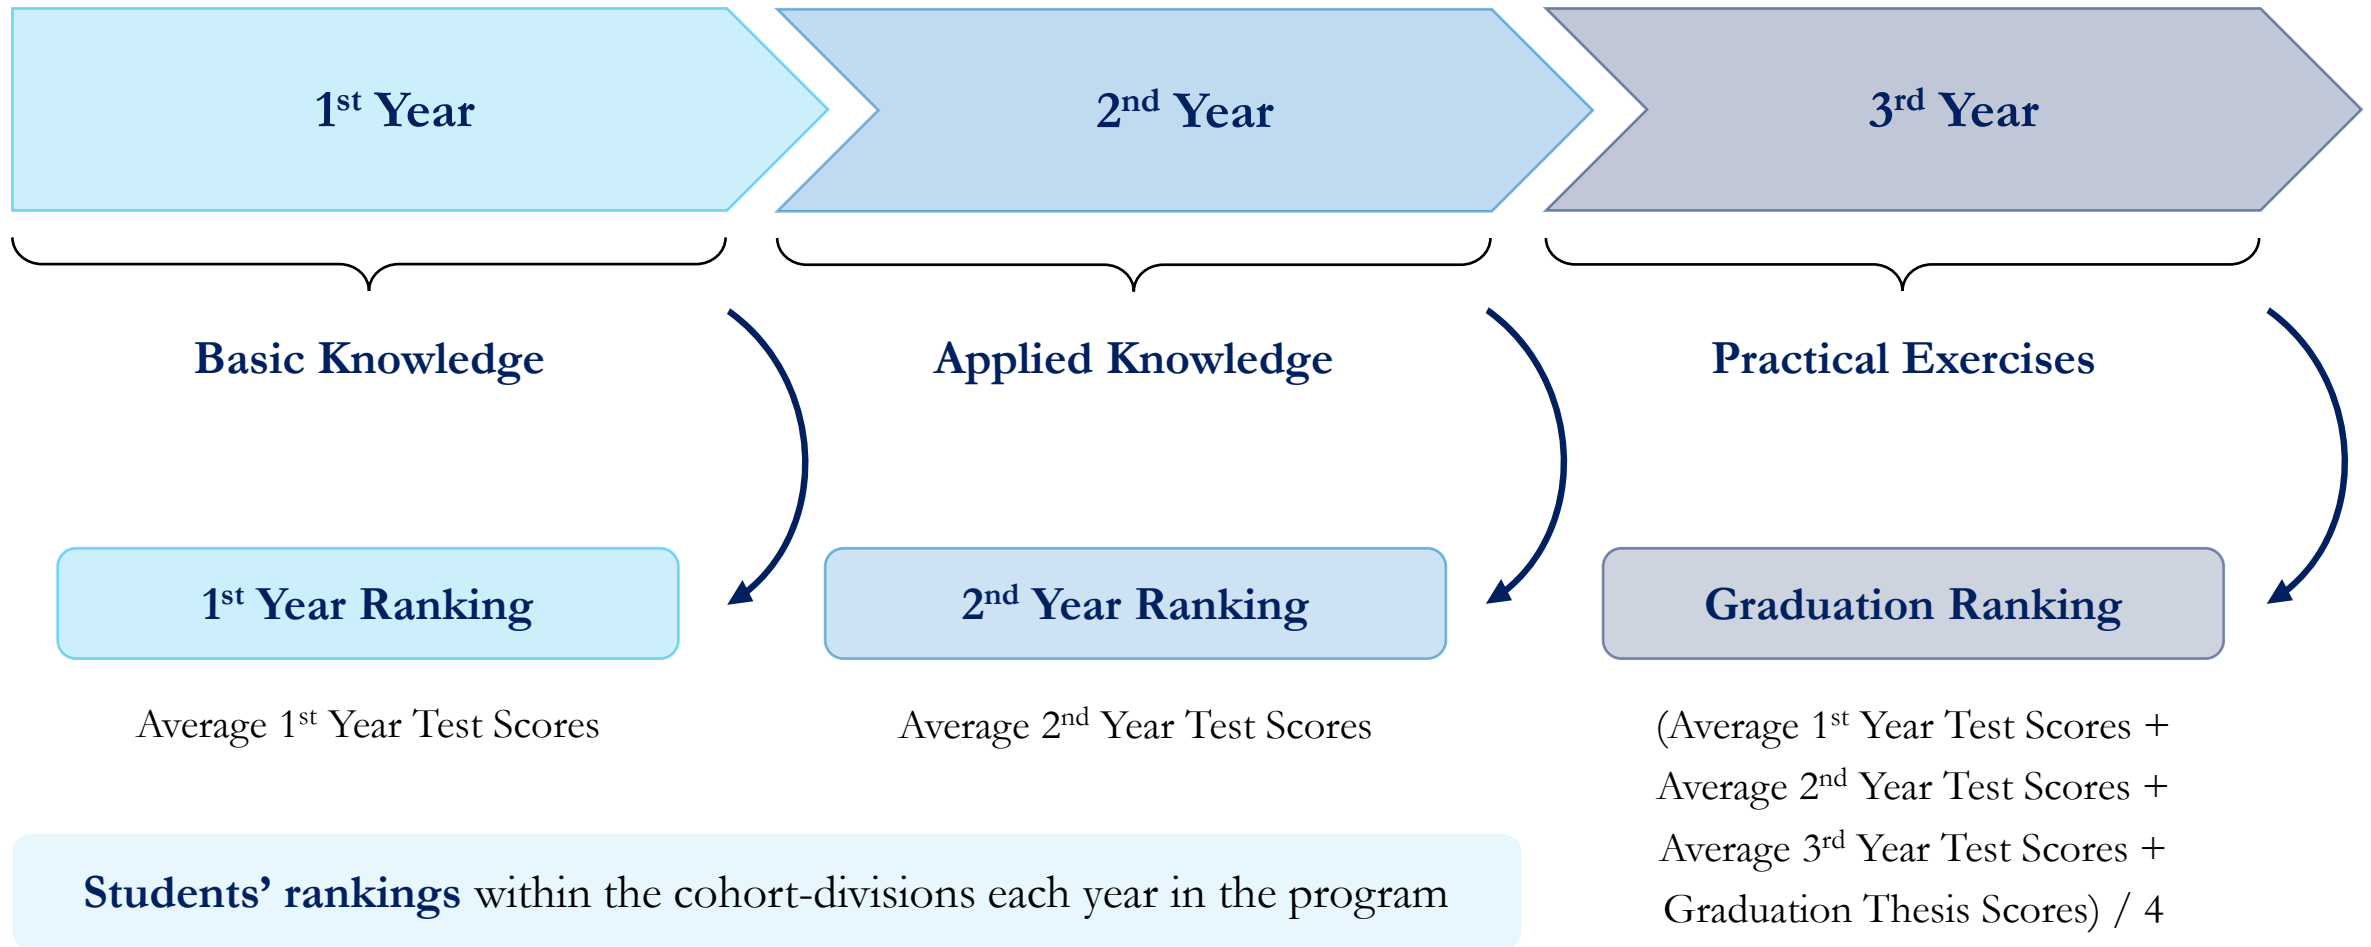 1st Year
2nd Year
3rd Year
Basic Knowledge
Applied Knowledge
Practical Exercises
1st Year Ranking
2nd Year Ranking
Graduation Ranking
Average 1st Year Test Scores
Average 2nd Year Test Scores
(Average 1st Year Test Scores +
Average 2nd Year Test Scores +
Average 3rd Year Test Scores +
Graduation Thesis Scores) / 4
Students’ rankings within the cohort-divisions each year in the program